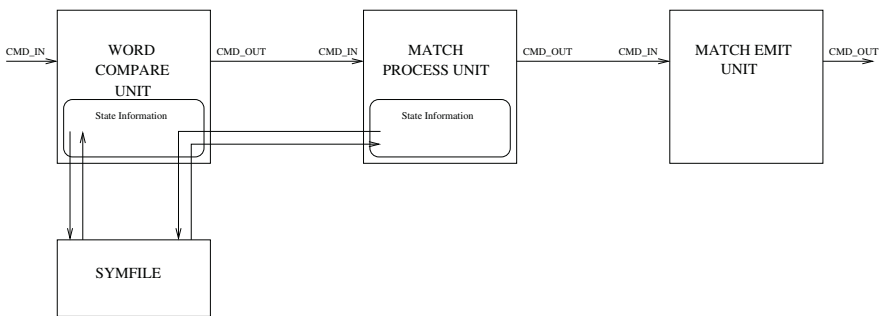 CMD_IN
WORD
COMPARE
UNIT
State Information
CMD_OUT
CMD_IN
MATCH
PROCESS UNIT
State Information
CMD_OUT
CMD_IN
MATCH EMIT
UNIT
CMD_OUT
SYMFILE